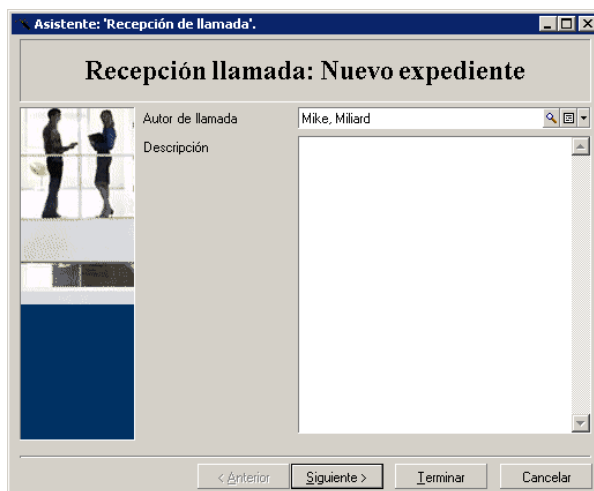 Asistente: 'Recepción de llamada'.
Recepción llamada: Nuevo expediente
Autor de llamada Mike, Miliard
Descripción
< Anterior Siguiente > Terminar Cancelar